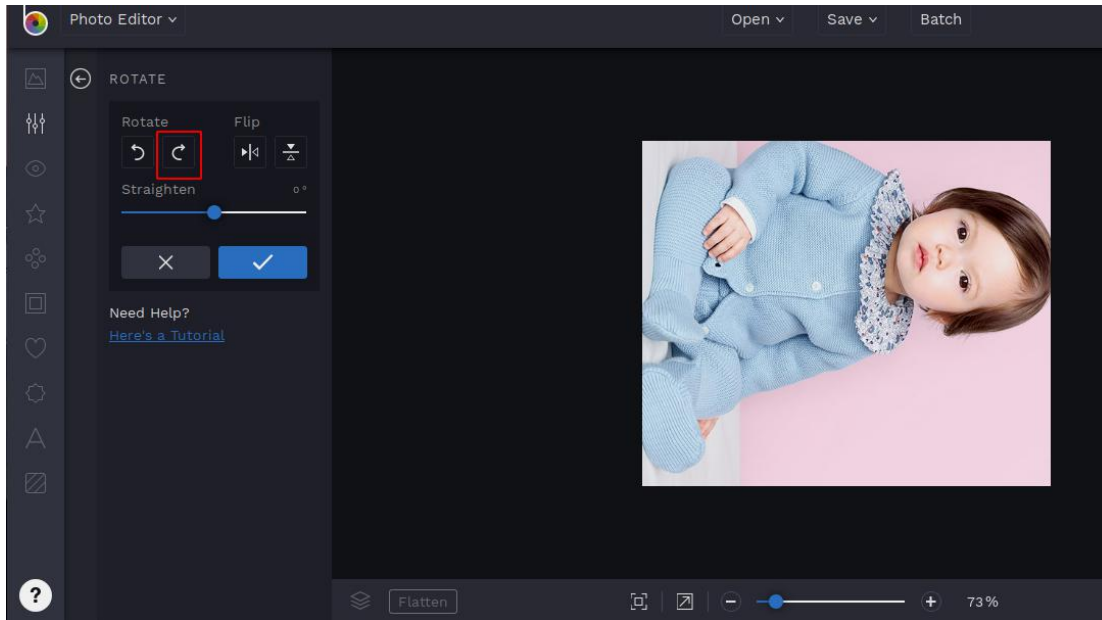 Photo Editor
Open
Save
Batch
ROTATE
Rotate
Flip
Straighten
0°
Need Help?
Here's a Tutorial
A
?
Flatten
73%